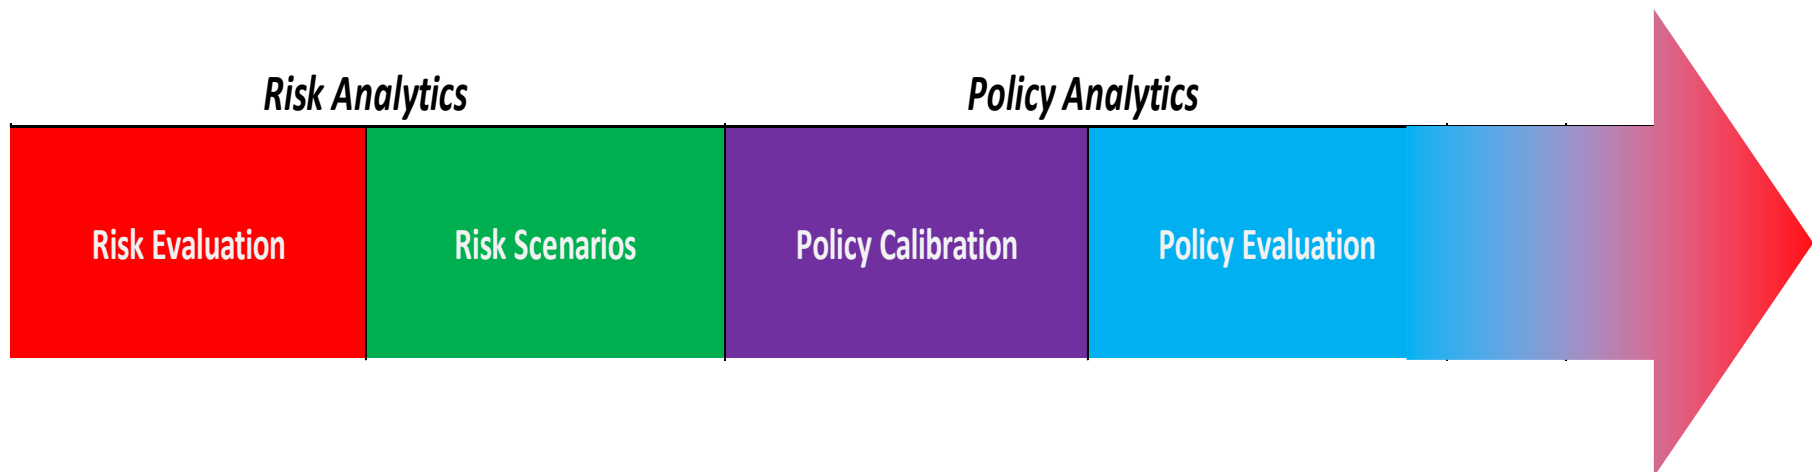 Risk Analytics
Policy Analytics
Risk Evaluation
Risk Scenarios
Policy Calibration
Policy Evaluation